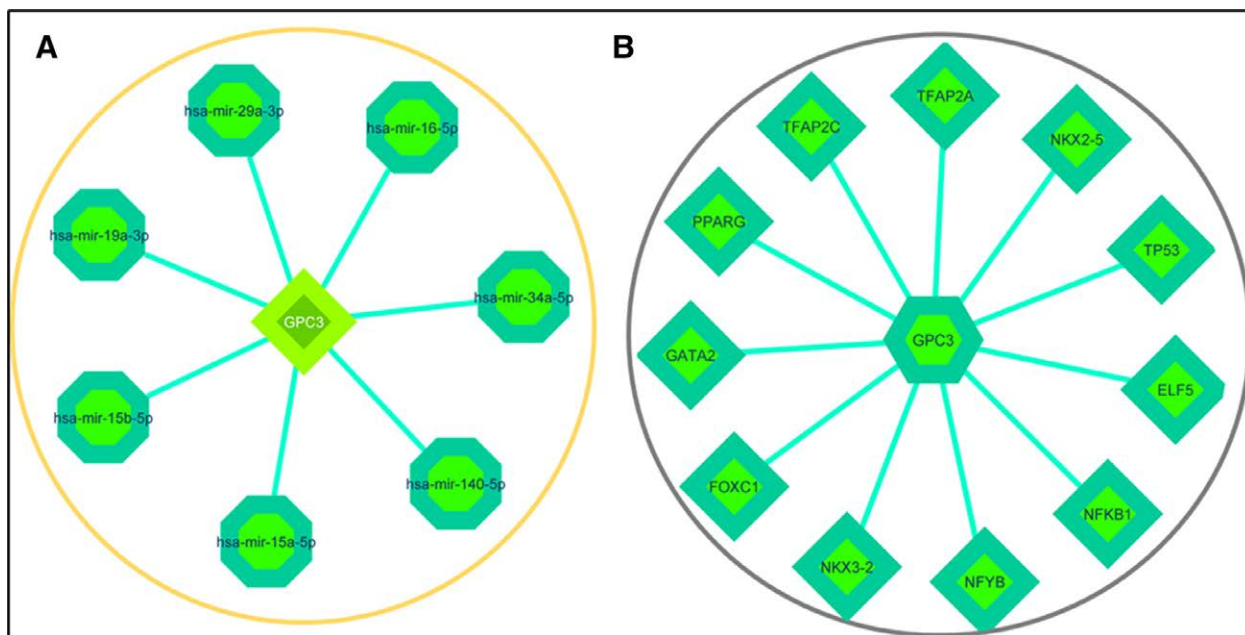 A
hsa-mir-29a-3p
hsa-mir-16-5p
hsa-mir-19a-3p
hsa-mir-34a-5p
GPC3
hsa-mir-15b-5p
hsa-mir-140-5p
hsa-mir-15a-5p
B
TFAP2A
TFAP2C
NKX2-5
PPARG
TP53
GPC3
GATA2
ELF5
FOXC1
NFKB1
NKX3-2
NFYB